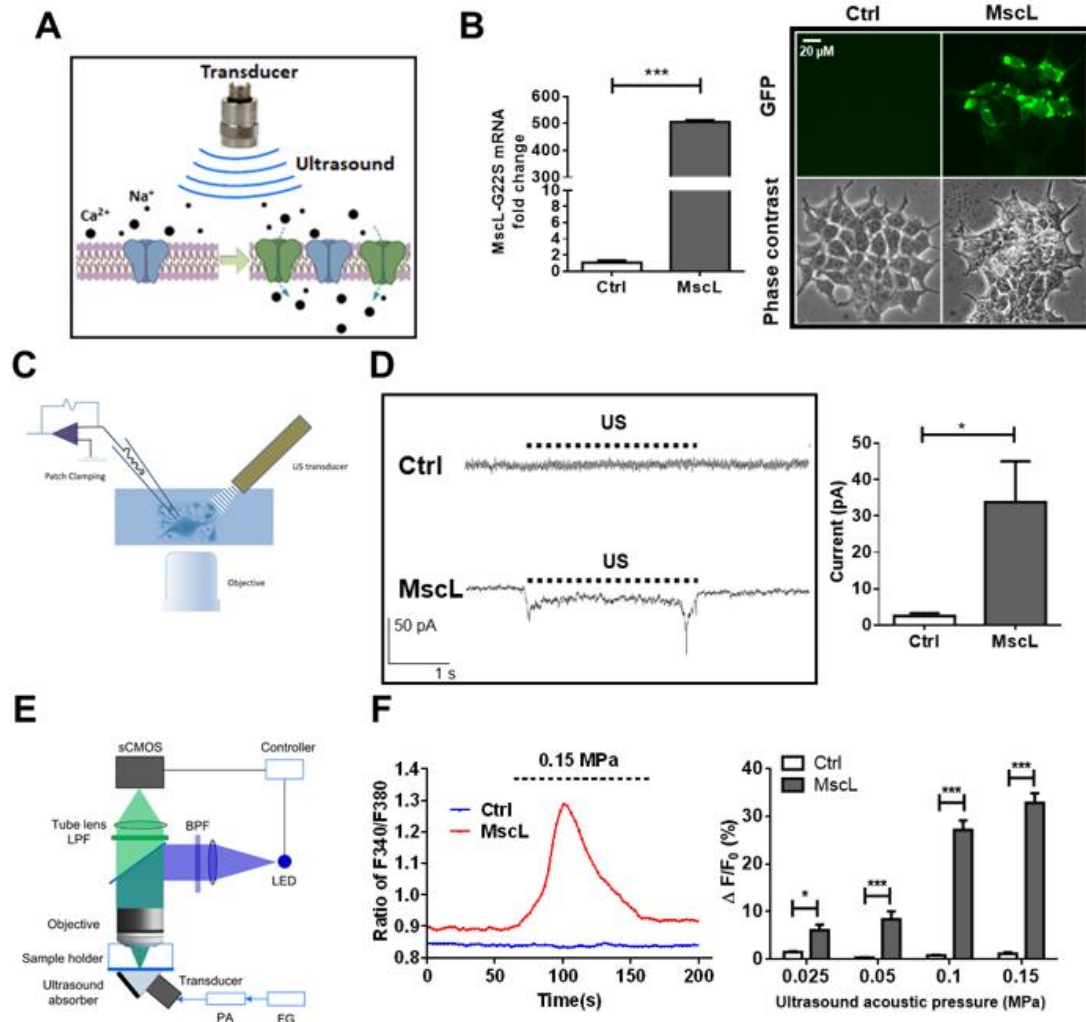 A
Transducer
Ultrasound
Na⁺
Ca²⁺
B
***
MscL-G22S mRNA
fold change
600
500
400
300
200
10
8
6
4
2
0
Ctrl
MscL
Ctrl
MscL
20 μM
GFP
Phase contrast
C
Patch Clamping
US transducer
Objective
D
US
Ctrl
US
MscL
50 pA
1 s
*
Current (pA)
50
40
30
20
10
0
Ctrl
MscL
E
sCMOS
Controller
Tube lens
LPF
BPF
LED
Objective
Sample holder
Transducer
Ultrasound
absorber
PA
FG
F
0.15 MPa
Ctrl
MscL
Ratio of F340/F380
1.4
1.3
1.2
1.1
1.0
0.9
0.8
0
50
100
150
200
Time(s)
Ctrl
MscL
*
***
***
***
Δ F/F₀ (%)
40
30
20
10
0
0.025
0.05
0.1
0.15
Ultrasound acoustic pressure (MPa)